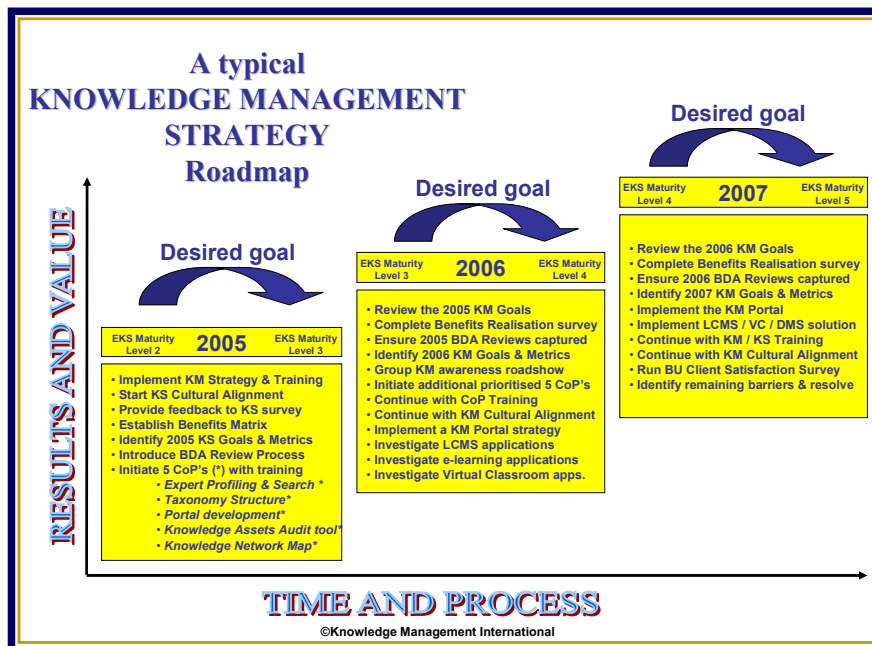 A typical
KNOWLEDGE MANAGEMENT
STRATEGY
Roadmap
RESULTS AND VALUE
Desired goal
EKS Maturity
Level 2
2005
EKS Maturity
Level 3
• Implement KM Strategy & Training
• Start KS Cultural Alignment
• Provide feedback to KS survey
• Establish Benefits Matrix
• Identify 2005 KS Goals & Metrics
• Introduce BDA Review Process
• Initiate 5 CoP's (*) with training
• Expert Profiling & Search *
• Taxonomy Structure*
• Portal development*
• Knowledge Assets Audit tool*
• Knowledge Network Map*
Desired goal
EKS Maturity
Level 3
2006
EKS Maturity
Level 4
• Review the 2005 KM Goals
• Complete Benefits Realisation survey
• Ensure 2005 BDA Reviews captured
• Identify 2006 KM Goals & Metrics
• Group KM awareness roadshow
• Initiate additional prioritised 5 CoP's
• Continue with CoP Training
• Continue with KM Cultural Alignment
• Implement a KM Portal strategy
• Investigate LCMS applications
• Investigate e-learning applications
• Investigate Virtual Classroom apps.
Desired goal
EKS Maturity
Level 4
2007
EKS Maturity
Level 5
• Review the 2006 KM Goals
• Complete Benefits Realisation survey
• Ensure 2006 BDA Reviews captured
• Identify 2007 KM Goals & Metrics
• Implement the KM Portal
• Implement LCMS / VC / DMS solution
• Continue with KM / KS Training
• Continue with KM Cultural Alignment
• Run BU Client Satisfaction Survey
• Identify remaining barriers & resolve
TIME AND PROCESS
©Knowledge Management International